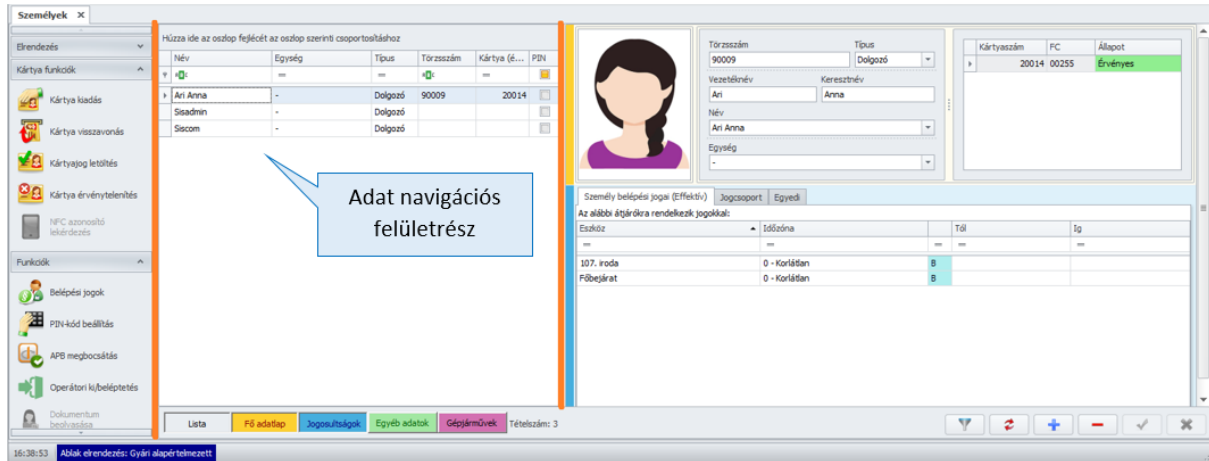 Személyek ×
Elrendezés
Kártya funkciók
Kártya kiadás
Kártya visszavonás
Kártyajog letöltés
Kártya érvénytelenítés
NFC azonosító
lekérdezés
Funkciók
Belépési jogok
PIN-kód beállítás
APB megbocsátás
Operátori ki/beléptetés
Dokumentum
beolvasása
Húzza ide az oszlop fejlécét az oszlop szerinti csoportosításhoz
Név Egység Típus Törzsszám Kártya (é... PIN
= = =
Ari Anna - Dolgozó 90009 20014
Sisadmin - Dolgozó
Siscom - Dolgozó
Adat navigációs
felületrész
Lista Fő adatlap Jogosultságok Egyéb adatok Gépjárművek Tételszám: 3
Törzsszám Típus
90009 Dolgozó
Vezetéknév Keresztnév
Ari Anna
Név
Ari Anna
Egység
-
Kártyaszám FC Állapot
20014 00255 Érvényes
Személy belépési jogai (Effektív) Jogcsoport Egyedi
Az alábbi átjárókra rendelkezik jogokkal:
Eszköz Időzóna Tól Ig
= = = = =
107. iroda 0 - Korlátlan B
Főbejárat 0 - Korlátlan B
16:38:53 Ablak elrendezés: Gyári alapértelmezett